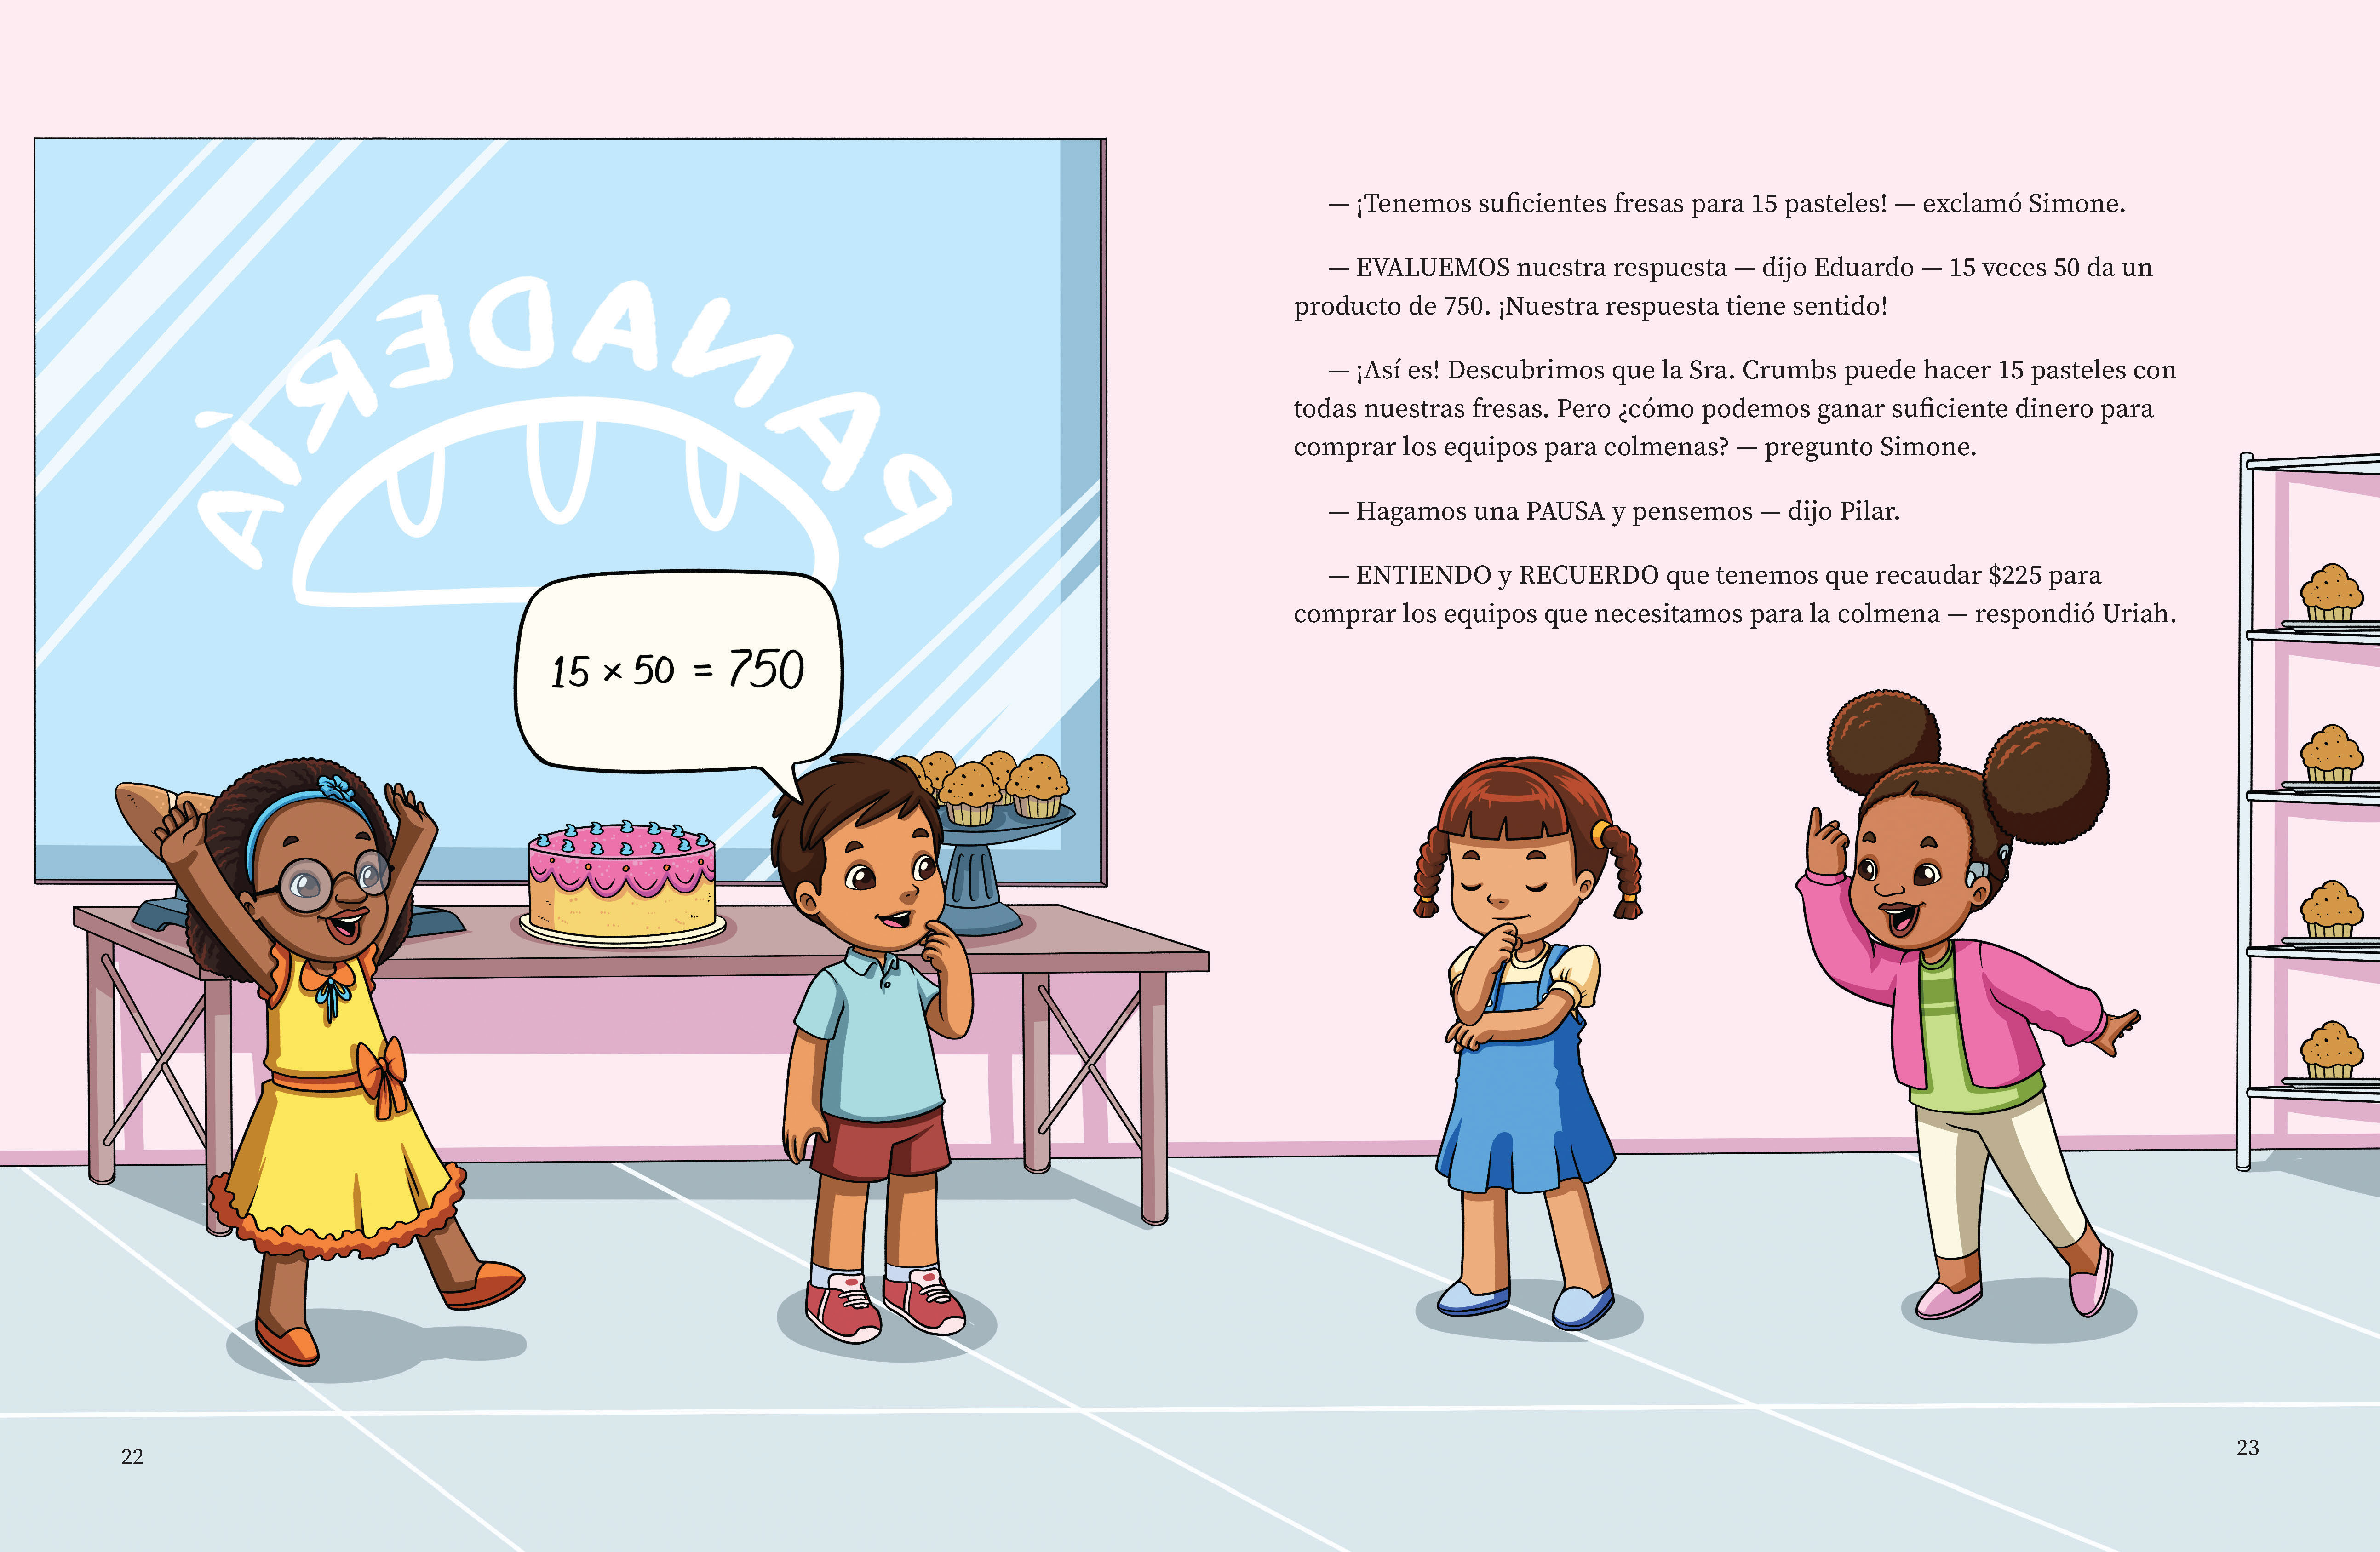 PANADERÍA
15 × 50 = 750
— ¡Tenemos suficientes fresas para 15 pasteles! — exclamó Simone.
— EVALUEMOS nuestra respuesta — dijo Eduardo — 15 veces 50 da un
producto de 750. ¡Nuestra respuesta tiene sentido!
— ¡Así es! Descubrimos que la Sra. Crumbs puede hacer 15 pasteles con
todas nuestras fresas. Pero ¿cómo podemos ganar suficiente dinero para
comprar los equipos para colmenas? — pregunto Simone.
— Hagamos una PAUSA y pensemos — dijo Pilar.
— ENTIENDO y RECUERDO que tenemos que recaudar $225 para
comprar los equipos que necesitamos para la colmena — respondió Uriah.
22
23